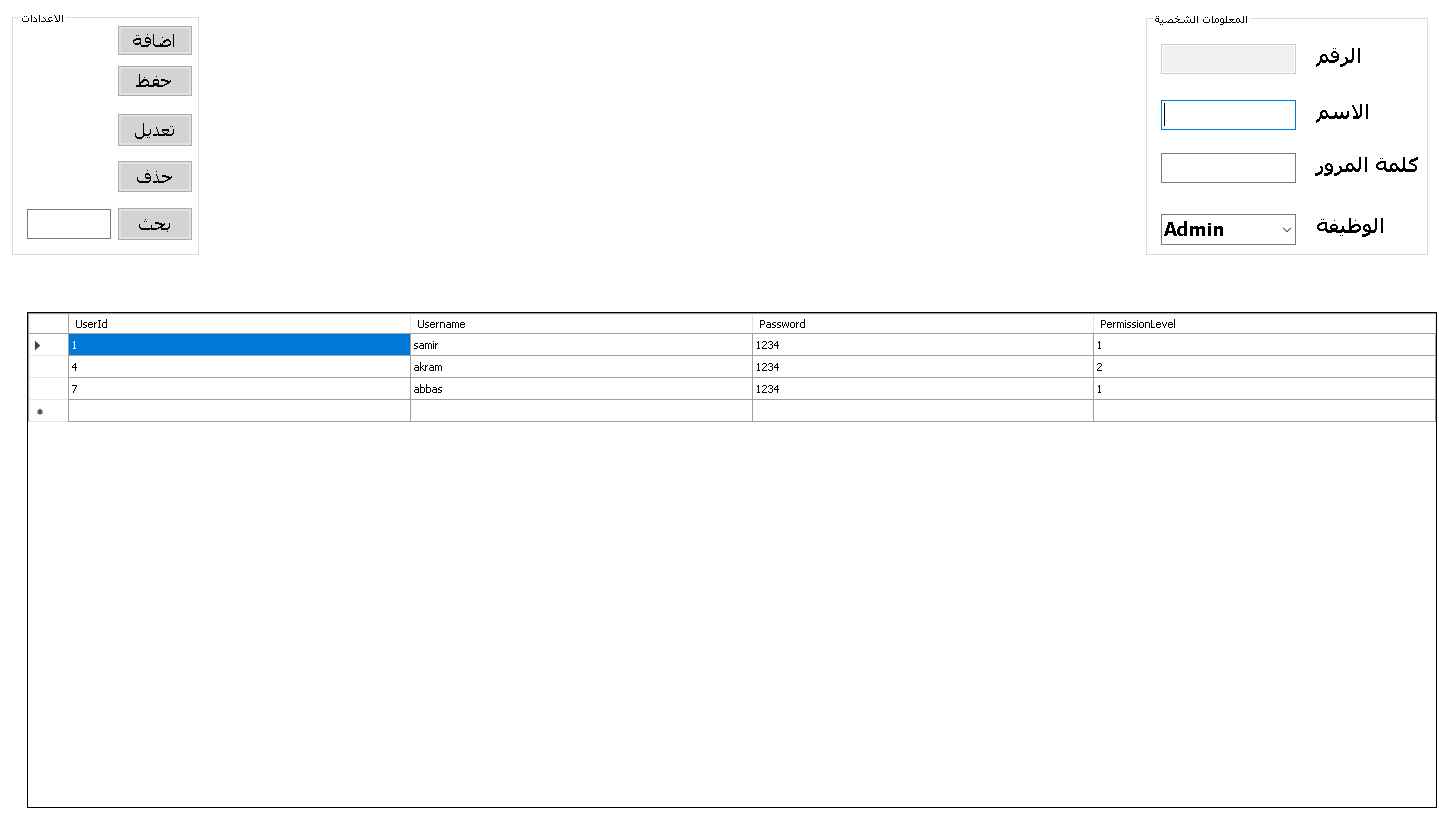 المعلومات الشخصية
الرقم
الاسم
كلمة المرور
الوظيفة
Admin
الاعدادات
اضافة
حفظ
تعديل
حذف
بحث
UserId Username Password PermissionLevel
1 samir 1234 1
4 akram 1234 2
7 abbas 1234 1